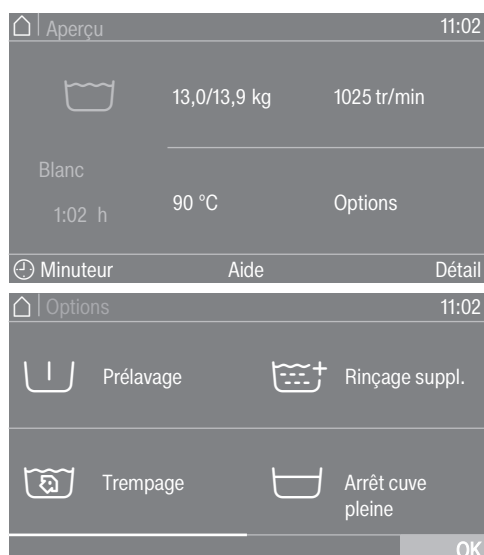 Aperçu 11:02
13,0/13,9 kg 1025 tr/min
Blanc
1:02 h
90 °C Options
Minuteur Aide Détail
Options 11:02
Prélavage Rinçage suppl.
Trempage Arrêt cuve
pleine
OK